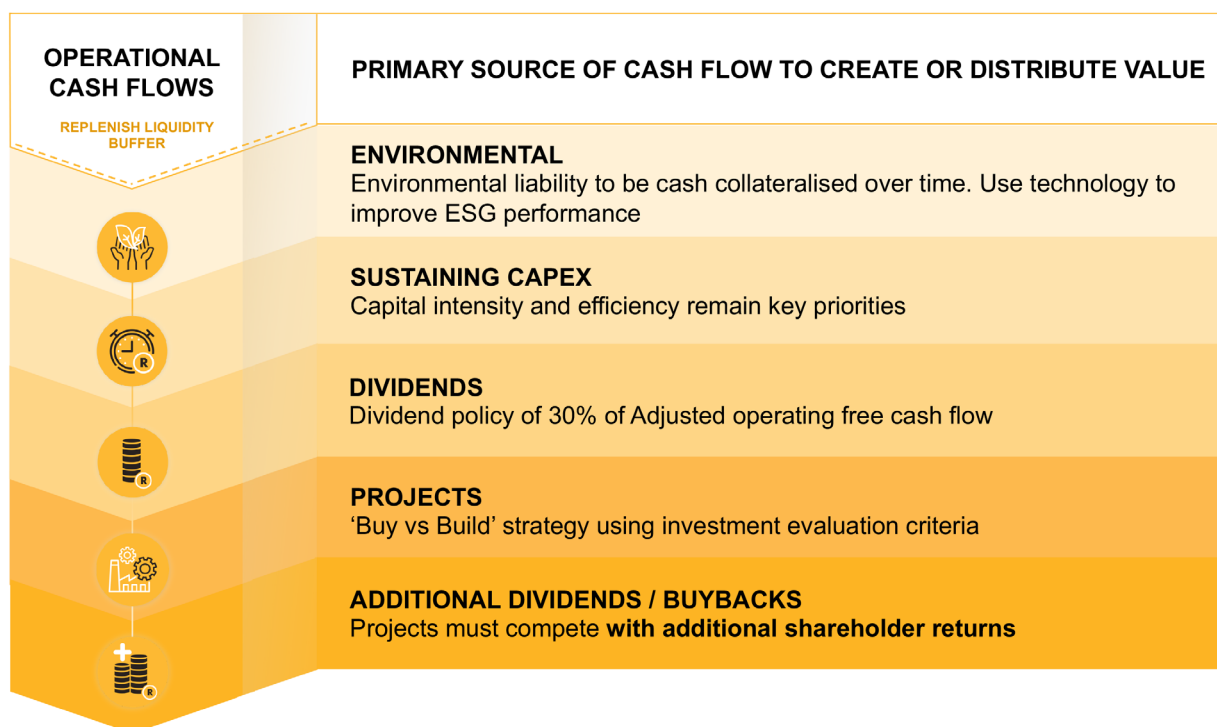 OPERATIONAL
CASH FLOWS
REPLENISH LIQUIDITY
BUFFER
PRIMARY SOURCE OF CASH FLOW TO CREATE OR DISTRIBUTE VALUE
ENVIRONMENTAL
Environmental liability to be cash collateralised over time. Use technology to
improve ESG performance
SUSTAINING CAPEX
Capital intensity and efficiency remain key priorities
R
DIVIDENDS
Dividend policy of 30% of Adjusted operating free cash flow
R
PROJECTS
‘Buy vs Build’ strategy using investment evaluation criteria
ADDITIONAL DIVIDENDS / BUYBACKS
Projects must compete with additional shareholder returns
R